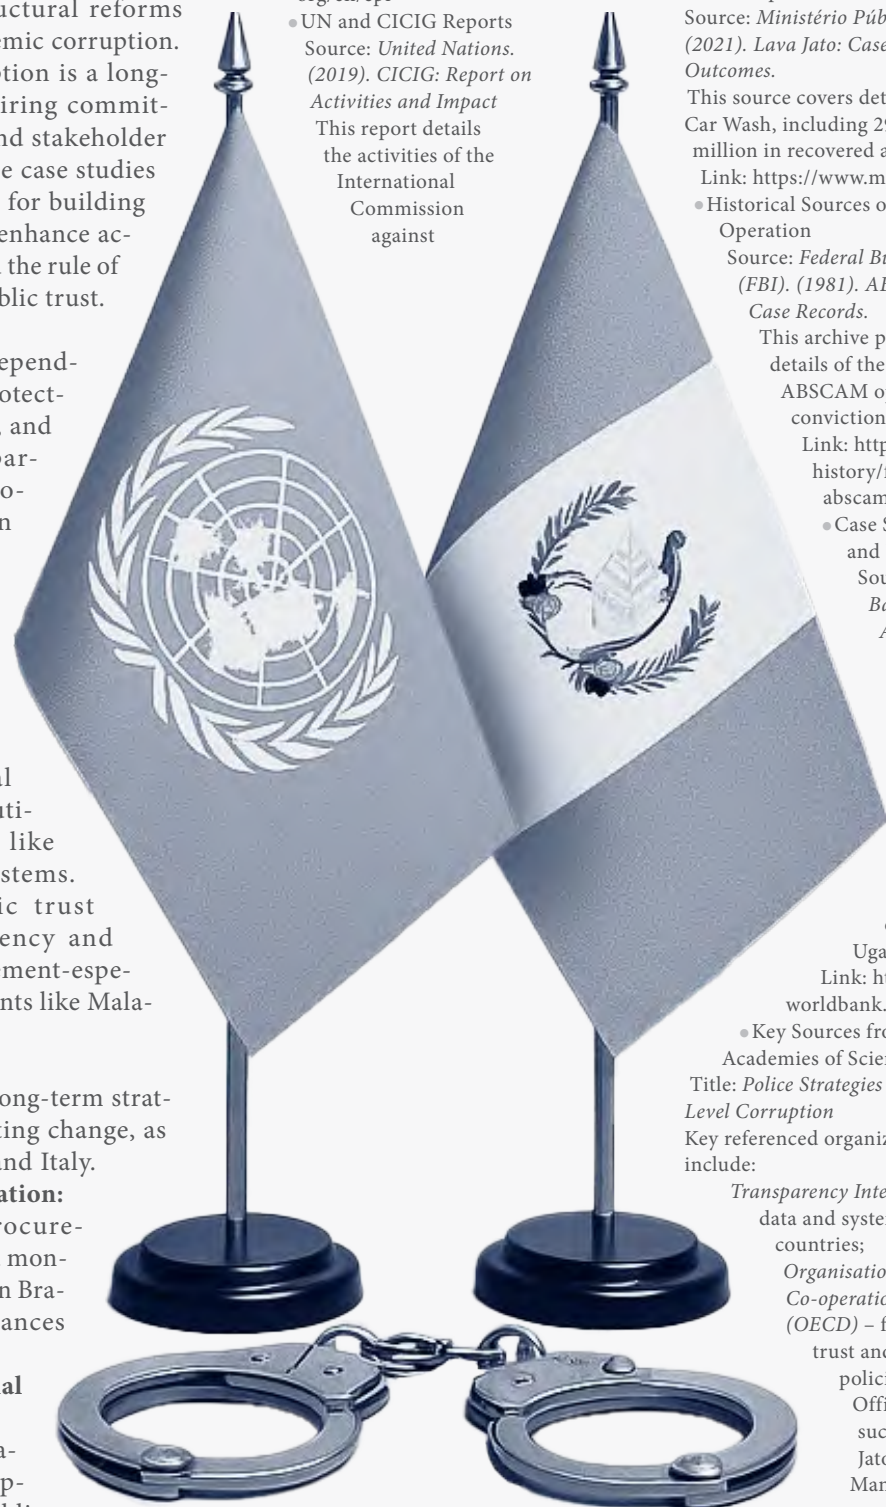 uctural reforms
emic corruption.
ption is a long-
iring commit-
nd stakeholder
e case studies
for building
enhance ac-
the rule of
blic trust.
epend-
otect-
, and
par-
o-
n
al
uti-
like
stems.
ic trust
ency and
ement-espe-
nts like Mala-
ong-term strat-
ting change, as
and Italy.
ation:
rocure-
mon-
n Bra-
ances
al
a-
p-
UN and CICIG Reports
Source: United Nations.
(2019). CICIG: Report on
Activities and Impact
This report details
the activities of the
International
Commission
against
Source: Ministério Púb
(2021). Lava Jato: Case
Outcomes.
This source covers det
Car Wash, including 29
million in recovered a
Link: https://www.m
Historical Sources o
Operation
Source: Federal Bu
(FBI). (1981). AB
Case Records.
This archive p
details of the
ABSCAM op
conviction
Link: http
history/f
abscam
Case S
and
Sou
Ba
A
Uga
Link: ht
worldbank.
Key Sources fro
Academies of Scien
Title: Police Strategies
Level Corruption
Key referenced organiz
include:
Transparency Inte
data and system
countries;
Organisation
Co-operatio
(OECD) – f
trust and
polici
Offi
suc
Jato
Man